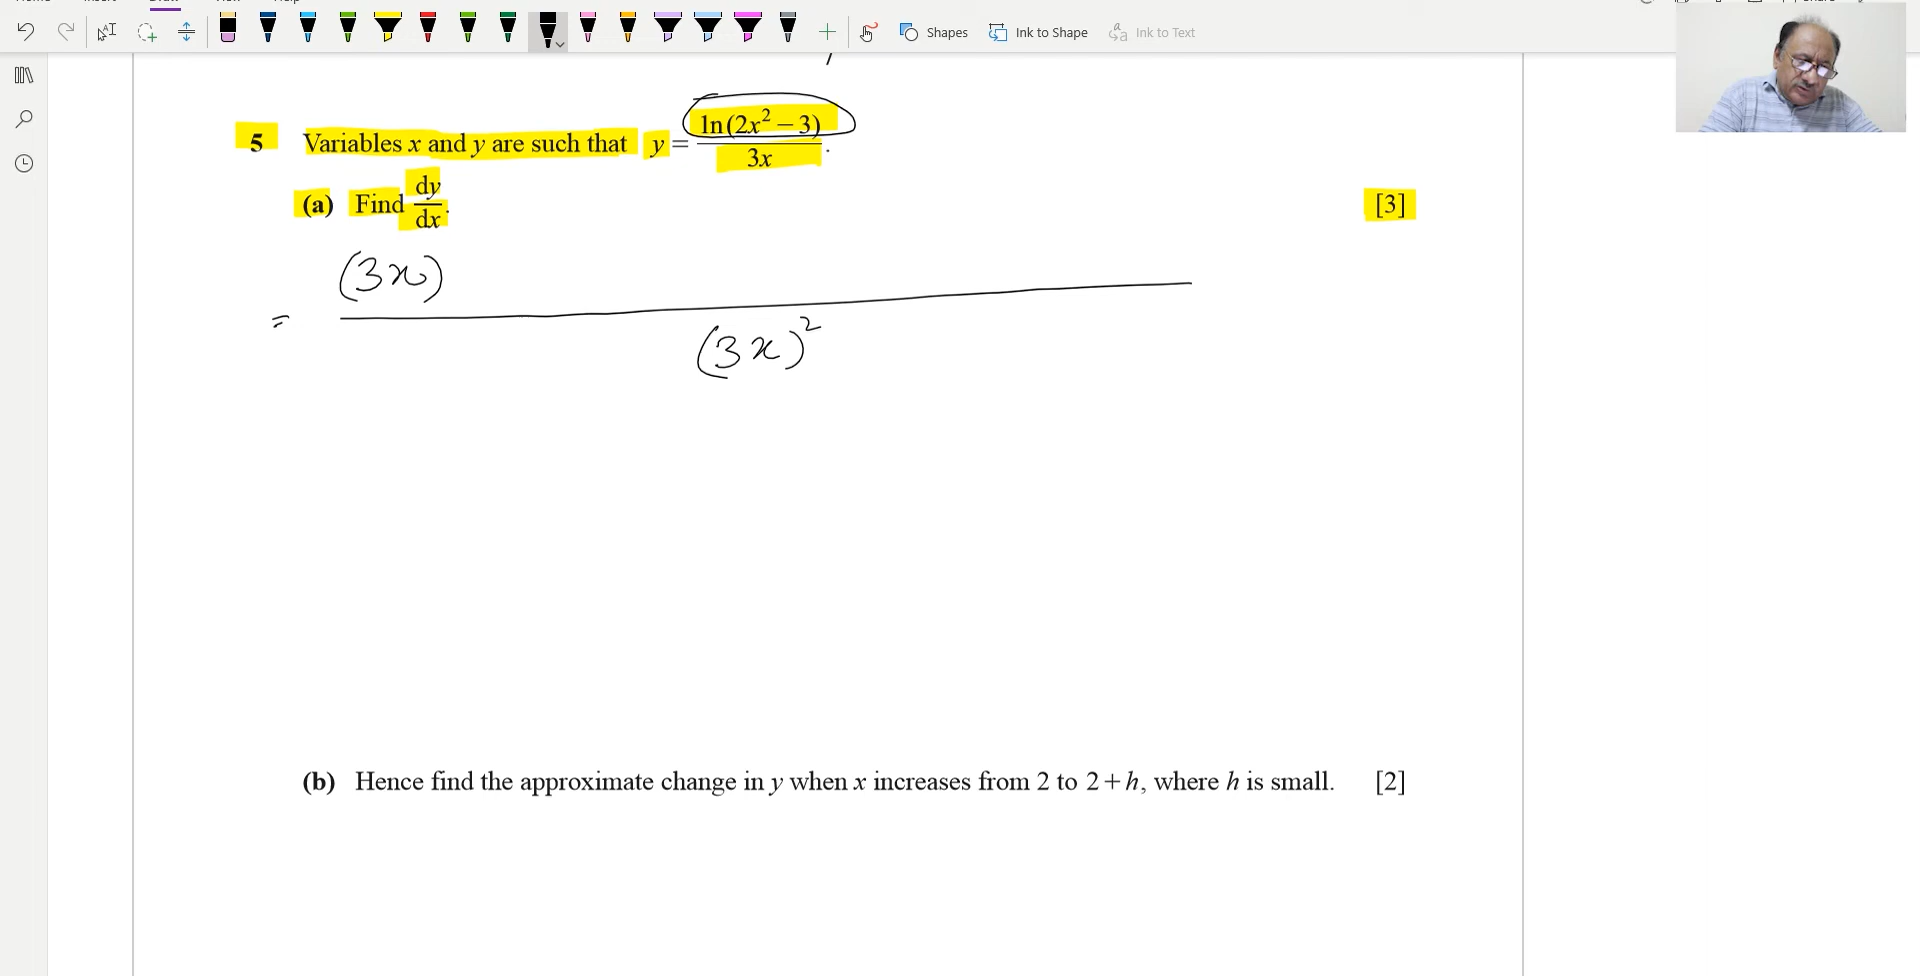 Shapes Ink to Shape Ink to Text
5 Variables x and y are such that y = ln(2x² − 3) / 3x .
(a) Find dy/dx. [3]
= (3x) / (3x)²
(b) Hence find the approximate change in y when x increases from 2 to 2 + h, where h is small. [2]